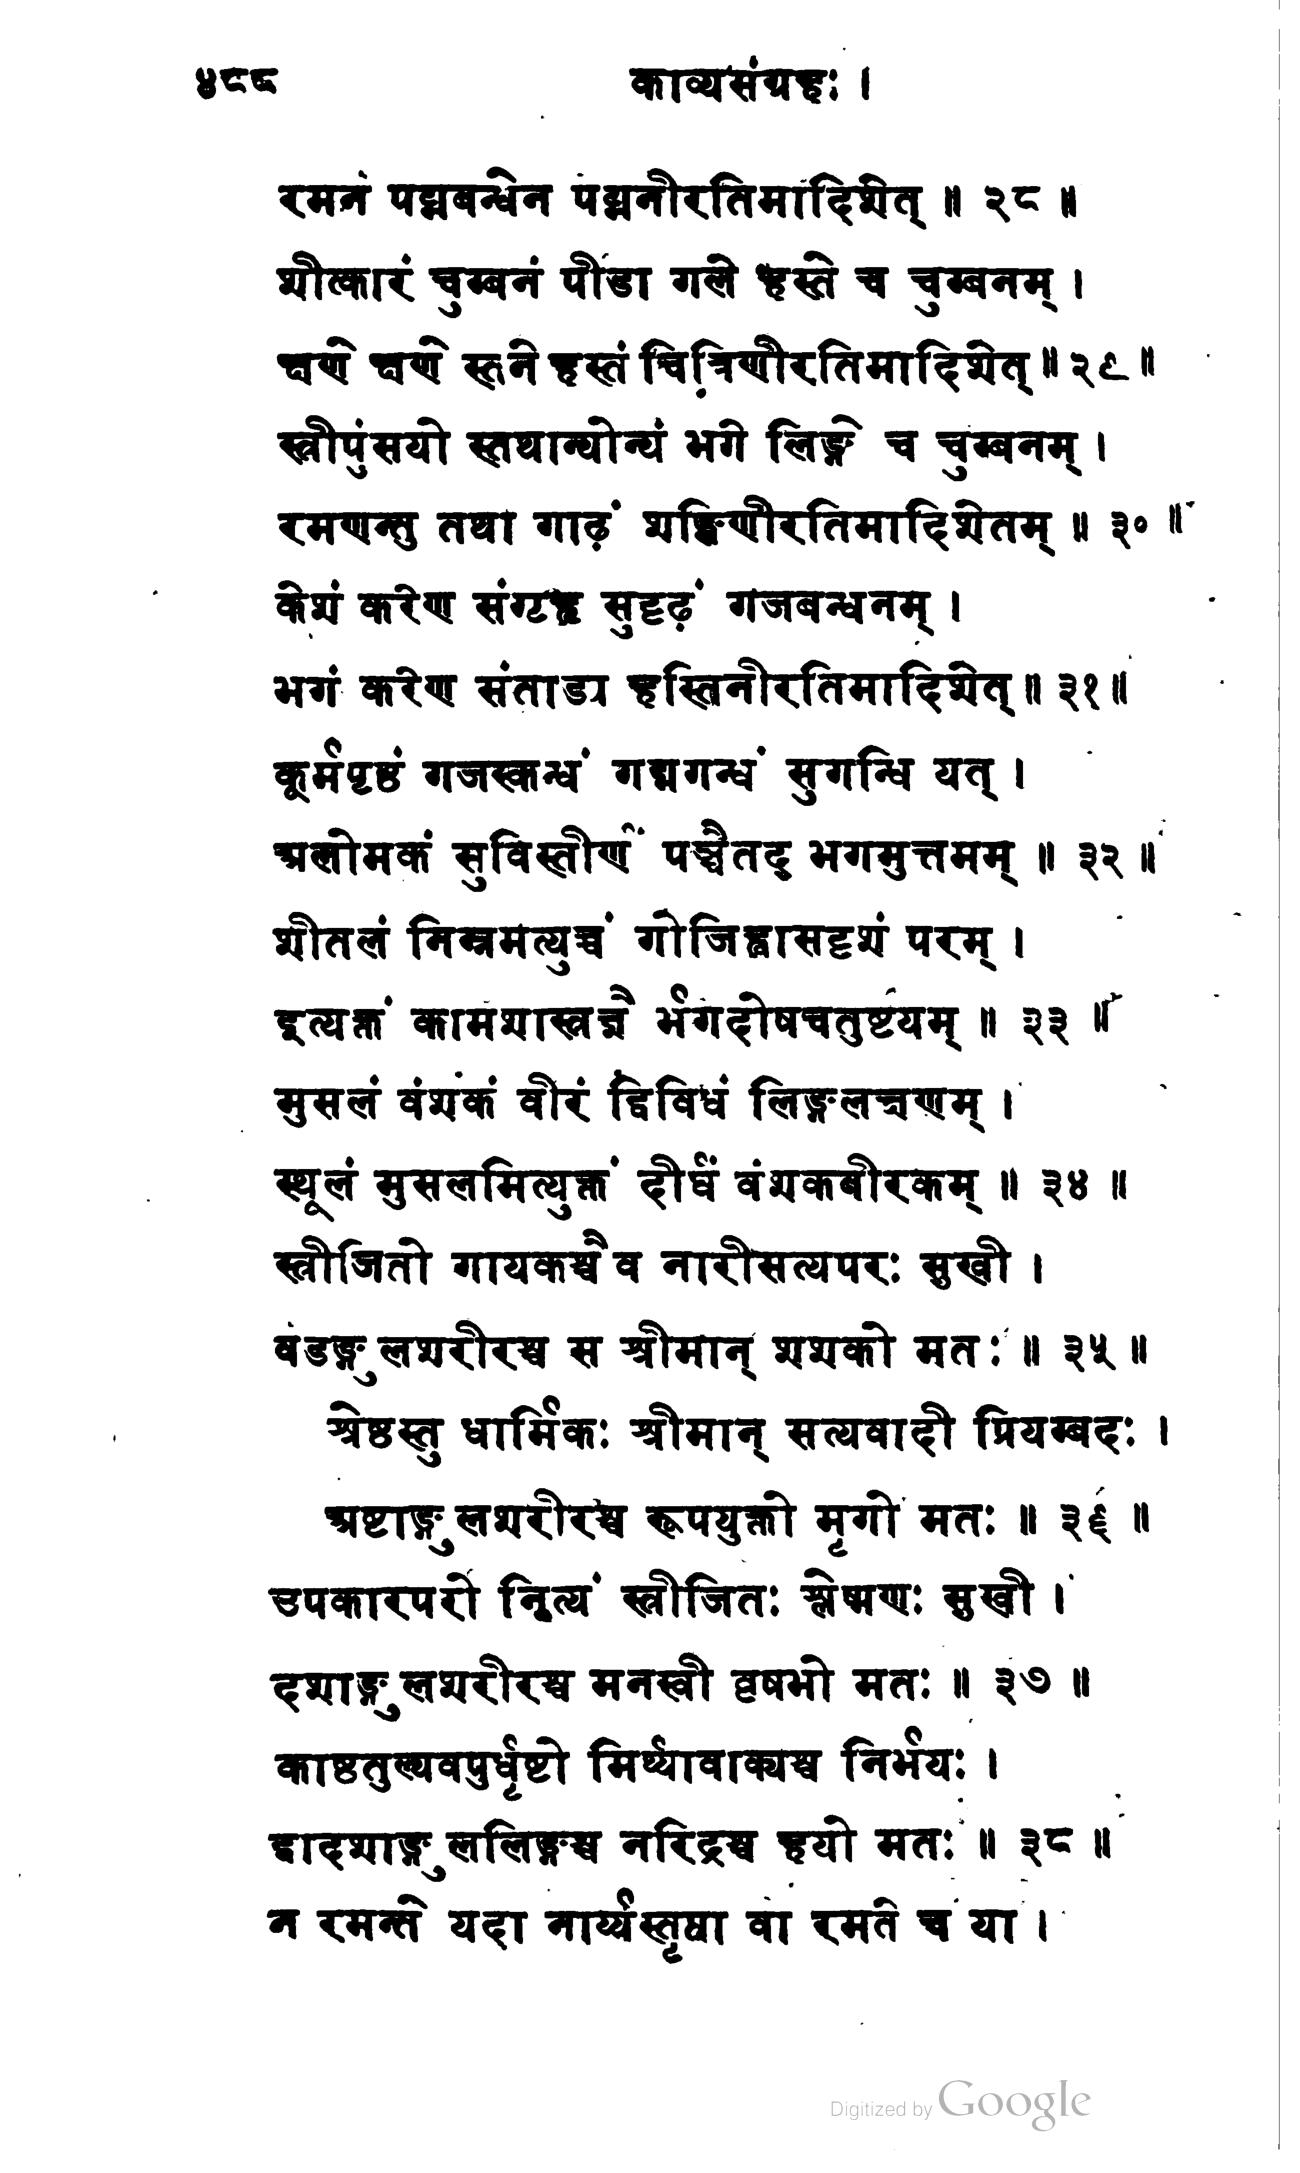 ४८८ काव्यसंग्रहः ।
रमनं पद्मबन्धेन पद्मनीरतिमादिशेत् ॥ २८ ॥
शीत्कारं चुम्बनं पीडा गले हस्ते च चुम्बनम् ।
क्षणे क्षणे स्तने हस्तं चित्रिणीरतिमादिशेत् ॥ २९ ॥
स्त्रीपुंसयो स्तथान्योन्यं भगे लिङ्गे च चुम्बनम् ।
रमणन्तु तथा गाढ़ं शङ्खिणीरतिमादिशेतम् ॥ ३० ॥
केशं करेण संगृह्य सुदृढ़ं गजबन्धनम् ।
भगं करेण संताड्य हस्तिनीरतिमादिशेत् ॥ ३१ ॥
कूर्मपृष्ठं गजस्कन्धं गद्मगन्धं सुगन्धि यत् ।
अलोमकं सुविस्तीर्णं पञ्चैतद् भगमुत्तमम् ॥ ३२ ॥
शीतलं निम्नमत्युच्चं गोजिह्वासदृशं परम् ।
इत्युक्तं कामशास्त्रज्ञै र्भगदोषचतुष्टयम् ॥ ३३ ॥
मुसलं वंशकं वीरं द्विविधं लिङ्गलक्षणम् ।
स्थूलं मुसलमित्युक्तं दीर्घं वंशकबीरकम् ॥ ३४ ॥
स्त्रीजितो गायकश्चै व नारीसत्यपरः सुखी ।
षडङ्गुलशरीरश्च स श्रीमान् शशको मतः ॥ ३५ ॥
श्रेष्ठस्तु धार्मिकः श्रीमान् सत्यवादी प्रियम्बदः ।
अष्टाङ्गुलशरीरश्च रूपयुक्तो मृगो मतः ॥ ३६ ॥
उपकारपरो नित्यं स्त्रीजितः श्लेष्मणः सुखी ।
दशाङ्गुलशरीरश्च मनस्वी वृषभो मतः ॥ ३७ ॥
काष्ठतुल्यवपुर्धृष्टो मिर्थ्यावाक्यश्च निर्भयः ।
द्वादशाङ्गुललिङ्गश्च नरिद्रश्च हयो मतः ॥ ३८ ॥
न रमन्ते यदा नार्य्यस्तृषा वा रमते च या ।
Digitized by Google